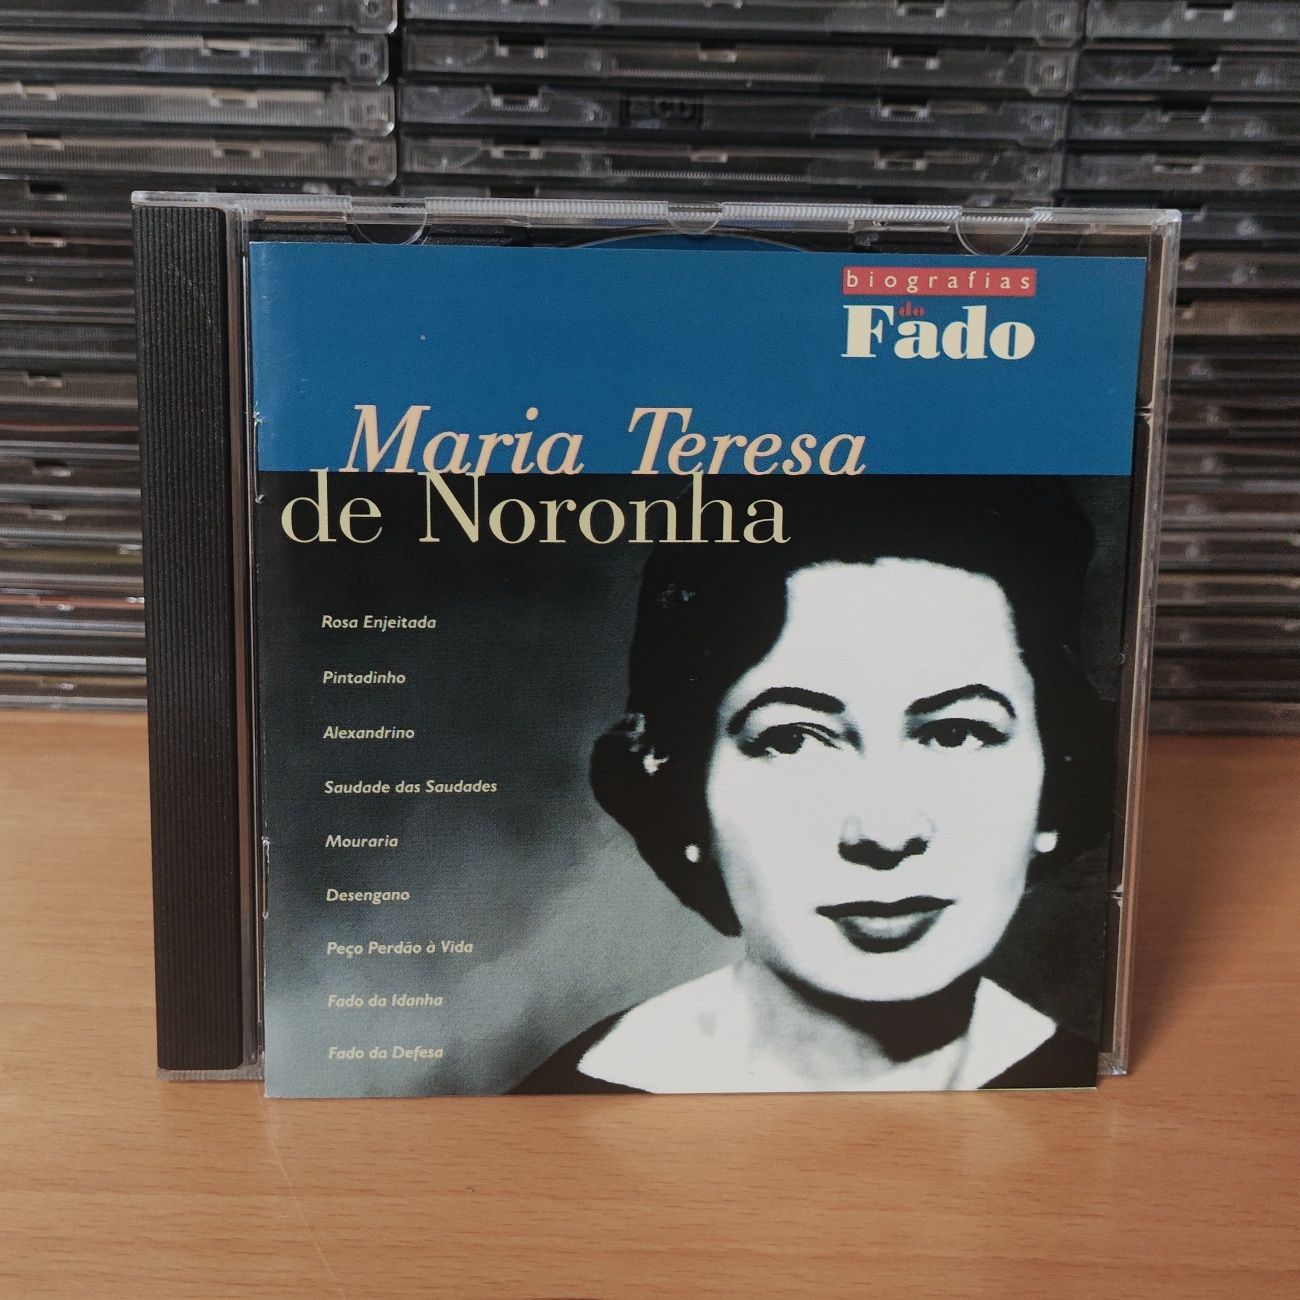 biografias
do
Fado
Maria Teresa
de Noronha
Rosa Enjeitada
Pintadinho
Alexandrino
Saudade das Saudades
Mouraria
Desengano
Peço Perdão à Vida
Fado da Idanha
Fado da Defesa